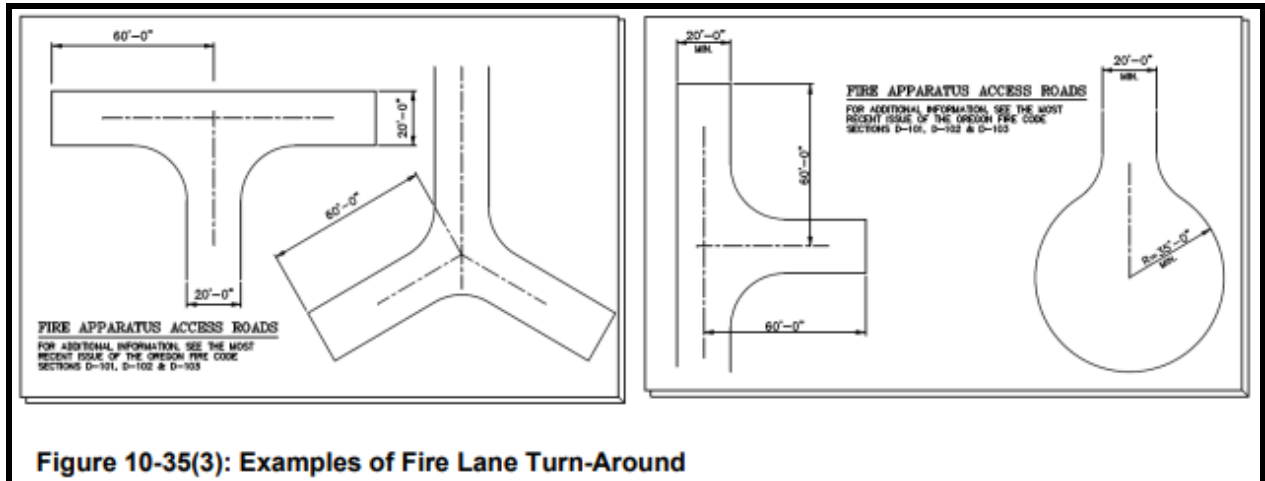 60'-0"
20'-0"
20'-0"
60'-0"
FIRE APPARATUS ACCESS ROADS
FOR ADDITIONAL INFORMATION, SEE THE MOST
RECENT ISSUE OF THE OREGON FIRE CODE
SECTIONS D-101, D-102 & D-103
20'-0"
MIN.
60'-0"
60'-0"
FIRE APPARATUS ACCESS ROADS
FOR ADDITIONAL INFORMATION, SEE THE MOST
RECENT ISSUE OF THE OREGON FIRE CODE
SECTIONS D-101, D-102 & D-103
20'-0"
MIN.
R=35'-0"
MIN.
Figure 10-35(3): Examples of Fire Lane Turn-Around